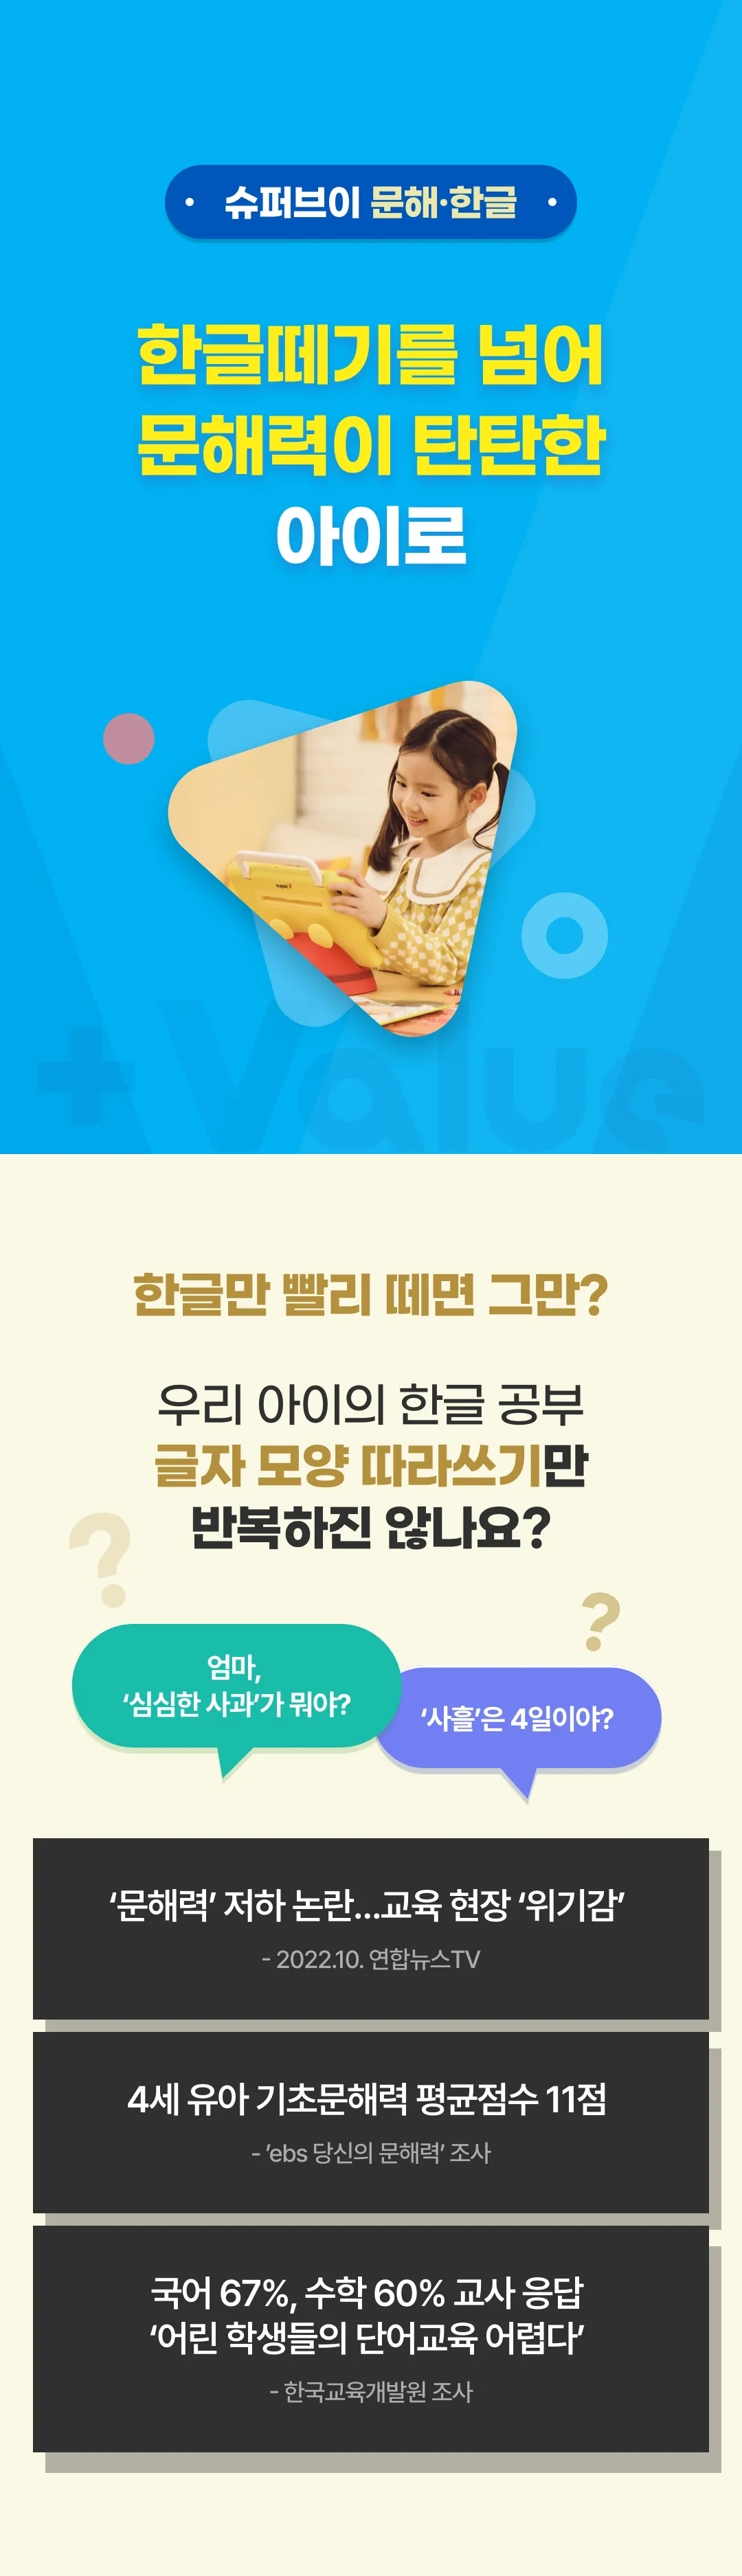 슈퍼브이 문해·한글
한글떼기를 넘어
문해력이 탄탄한
아이로
+Value
한글만 빨리 떼면 그만?
우리 아이의 한글 공부
글자 모양 따라쓰기만
반복하진 않나요?
?
?
엄마,
‘심심한 사과’가 뭐야?
‘사흘’은 4일이야?
‘문해력’ 저하 논란...교육 현장 ‘위기감’
- 2022.10. 연합뉴스TV
4세 유아 기초문해력 평균점수 11점
- ’ebs 당신의 문해력’ 조사
국어 67%, 수학 60% 교사 응답
‘어린 학생들의 단어교육 어렵다’
- 한국교육개발원 조사